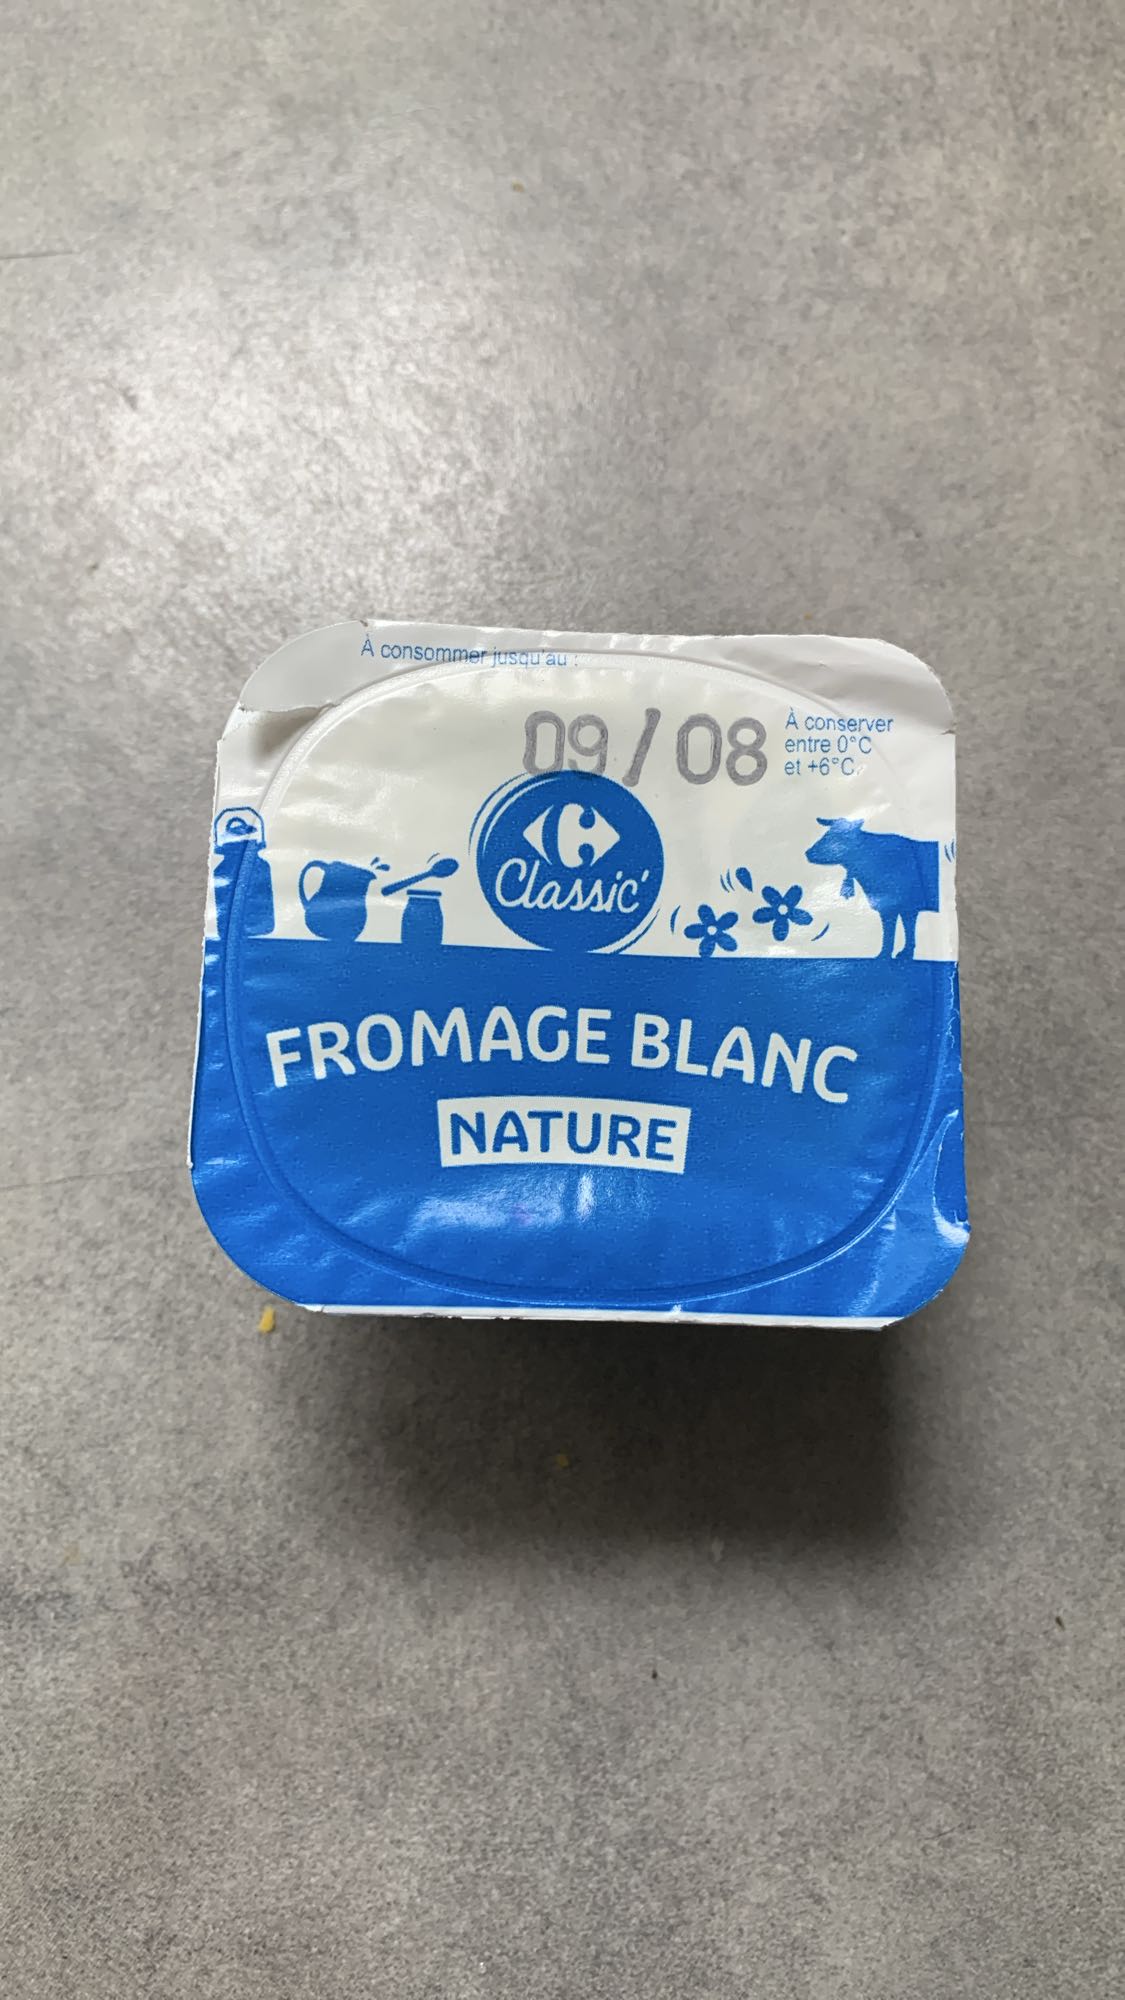 À consommer jusqu'au :
09/08
À conserver
entre 0°C
et +6°C
Classic'
FROMAGE BLANC
NATURE